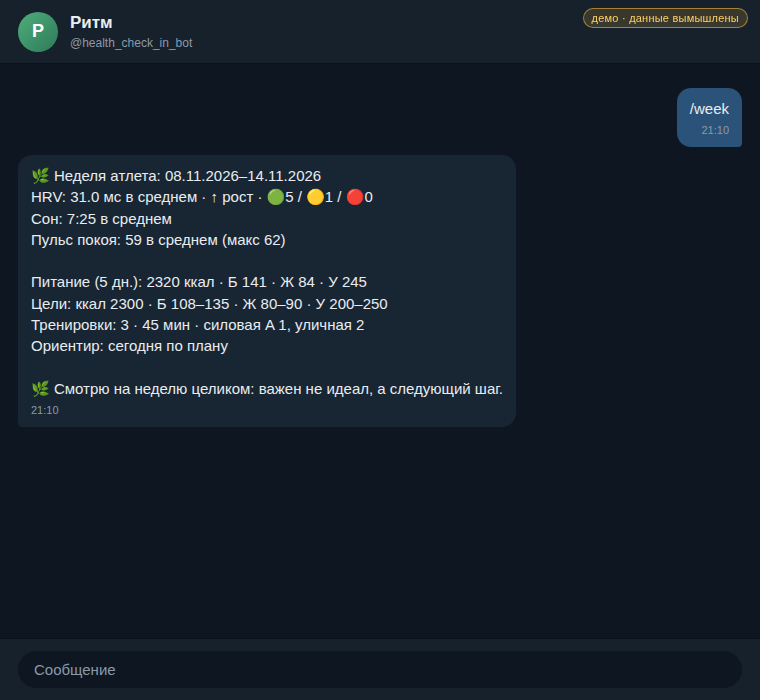 Р
Ритм
@health_check_in_bot
демо · данные вымышлены
/week
21:10
🌿 Неделя атлета: 08.11.2026–14.11.2026
HRV: 31.0 мс в среднем · ↑ рост · 🟢5 / 🟡1 / 🔴0
Сон: 7:25 в среднем
Пульс покоя: 59 в среднем (макс 62)
Питание (5 дн.): 2320 ккал · Б 141 · Ж 84 · У 245
Цели: ккал 2300 · Б 108–135 · Ж 80–90 · У 200–250
Тренировки: 3 · 45 мин · силовая A 1, уличная 2
Ориентир: сегодня по плану
🌿 Смотрю на неделю целиком: важен не идеал, а следующий шаг.
21:10
Сообщение